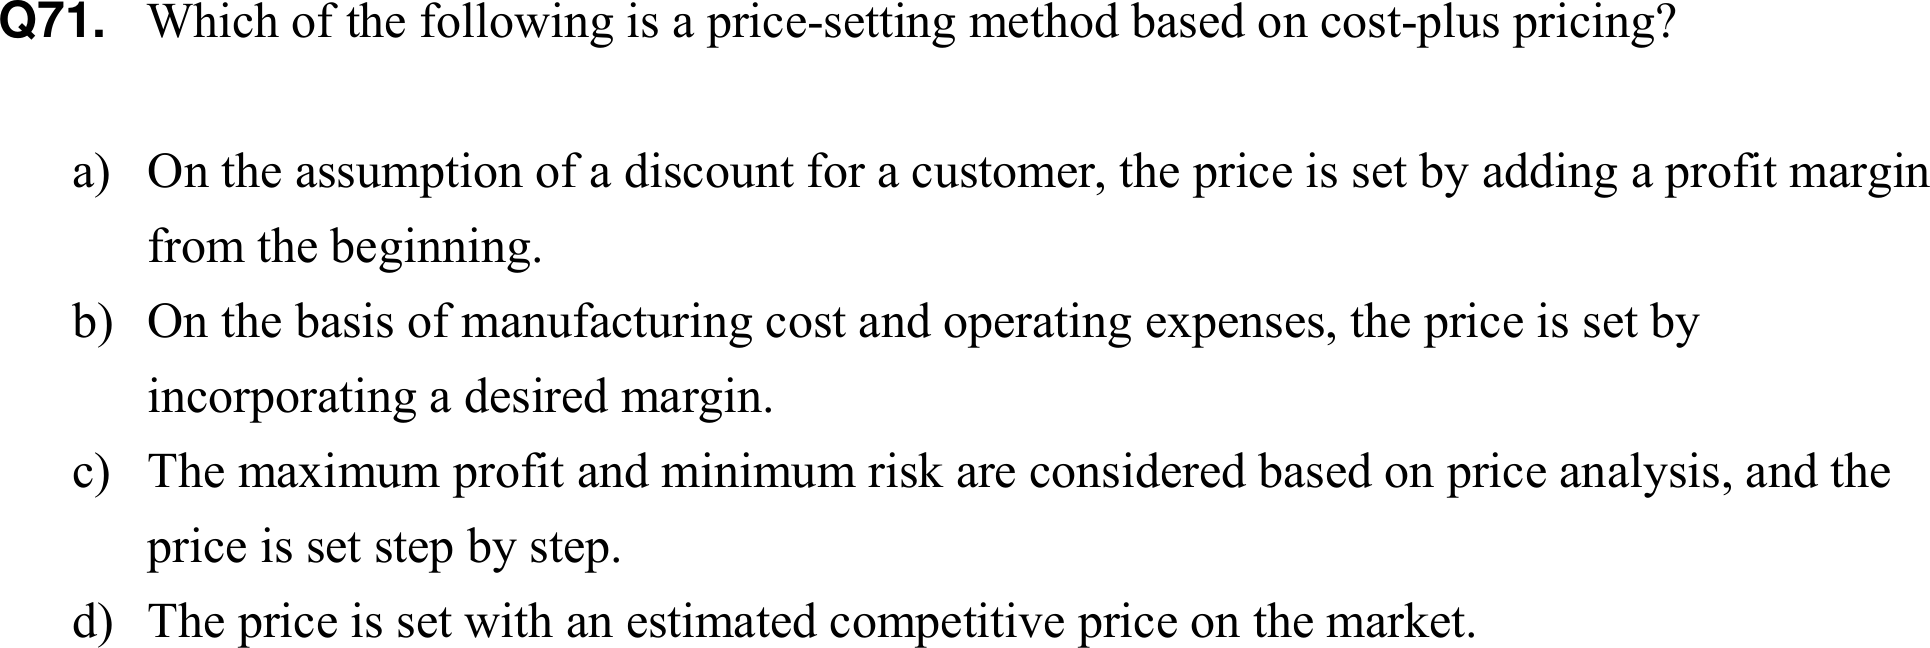 Q71. Which of the following is a price-setting method based on cost-plus pricing?
a) On the assumption of a discount for a customer, the price is set by adding a profit margin
from the beginning.
b) On the basis of manufacturing cost and operating expenses, the price is set by
incorporating a desired margin.
c) The maximum profit and minimum risk are considered based on price analysis, and the
price is set step by step.
d) The price is set with an estimated competitive price on the market.